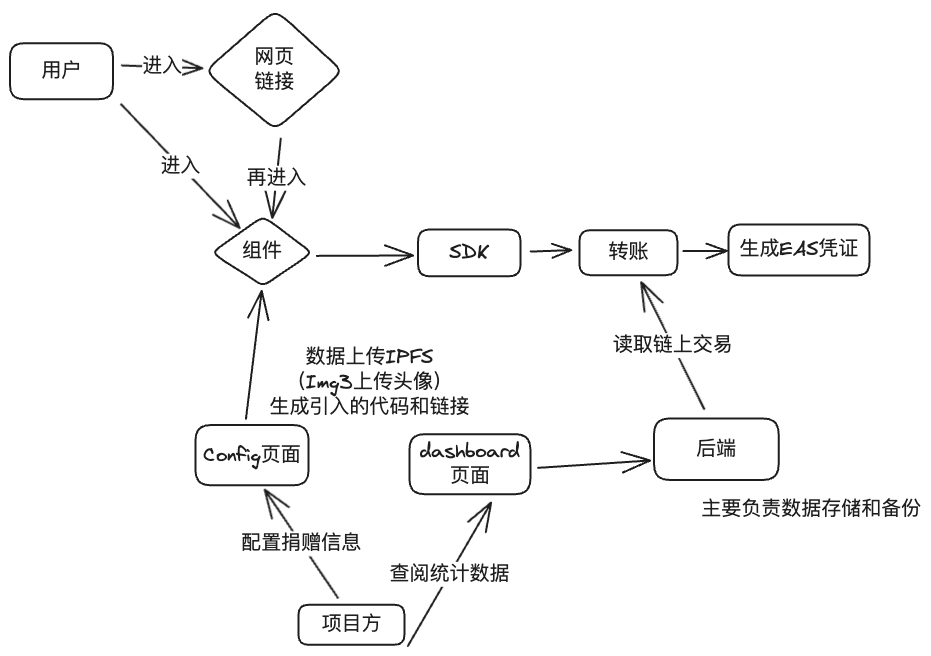 用户
进入
网页
链接
进入
再进入
组件
SDK
转账
生成EAS凭证
读取链上交易
数据上传IPFS
（Img3上传头像）
生成引入的代码和链接
Config页面
dashboard
页面
后端
主要负责数据存储和备份
配置捐赠信息
查阅统计数据
项目方